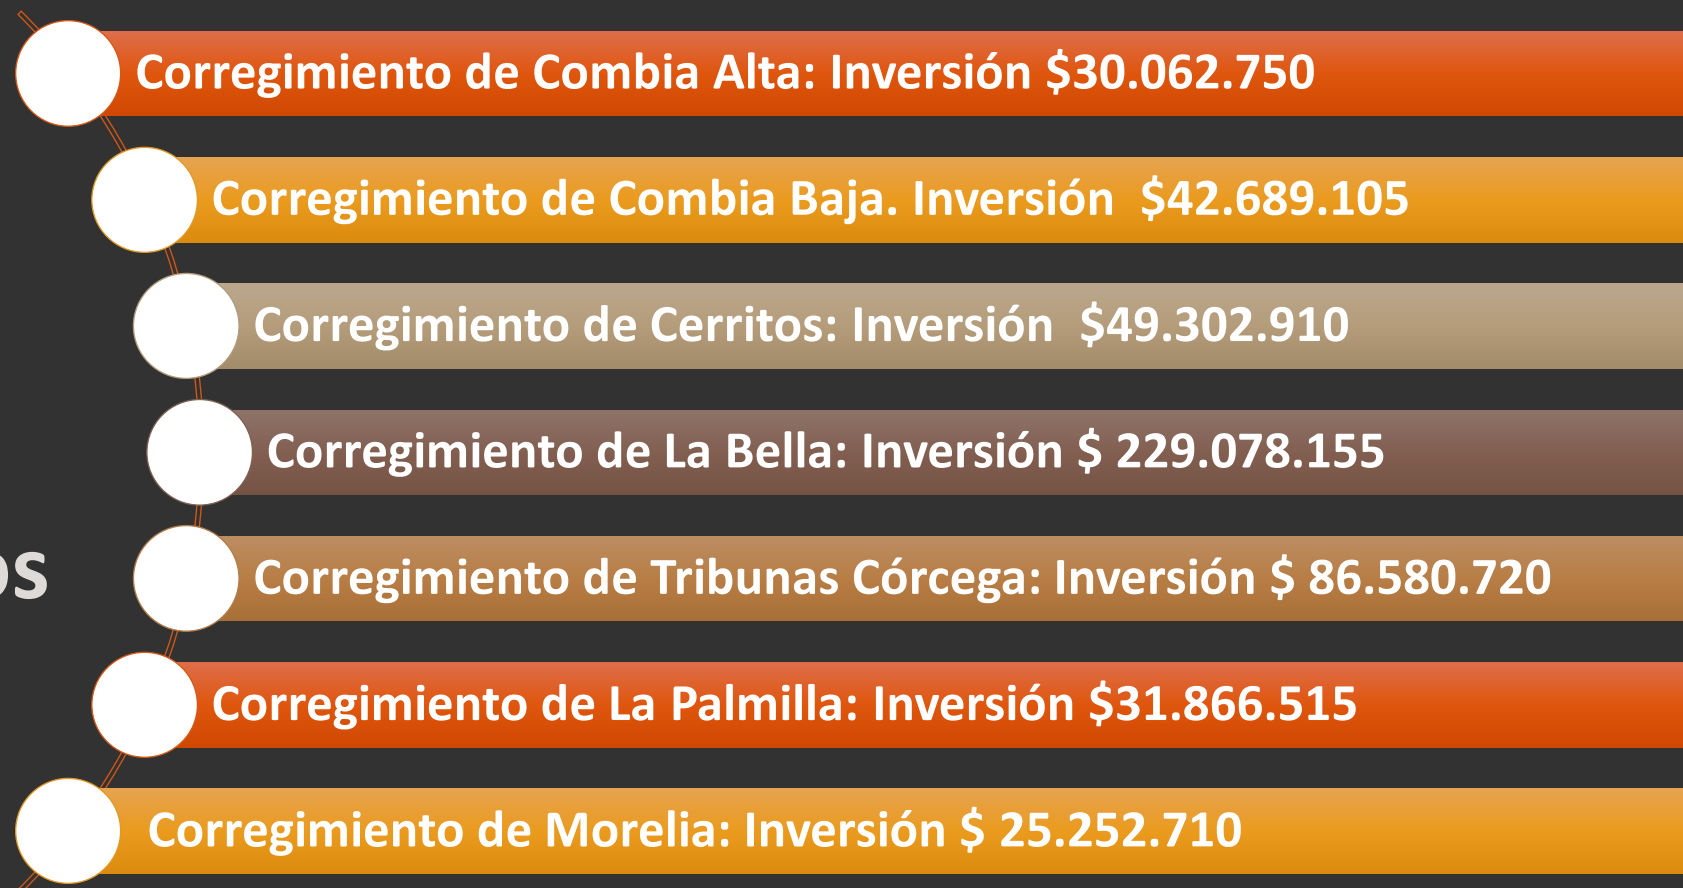 Corregimiento de Combia Alta: Inversión $30.062.750
Corregimiento de Combia Baja. Inversión  $42.689.105
Corregimiento de Cerritos: Inversión  $49.302.910
Corregimiento de La Bella: Inversión $ 229.078.155
os
Corregimiento de Tribunas Córcega: Inversión $ 86.580.720
Corregimiento de La Palmilla: Inversión $31.866.515
Corregimiento de Morelia: Inversión $ 25.252.710